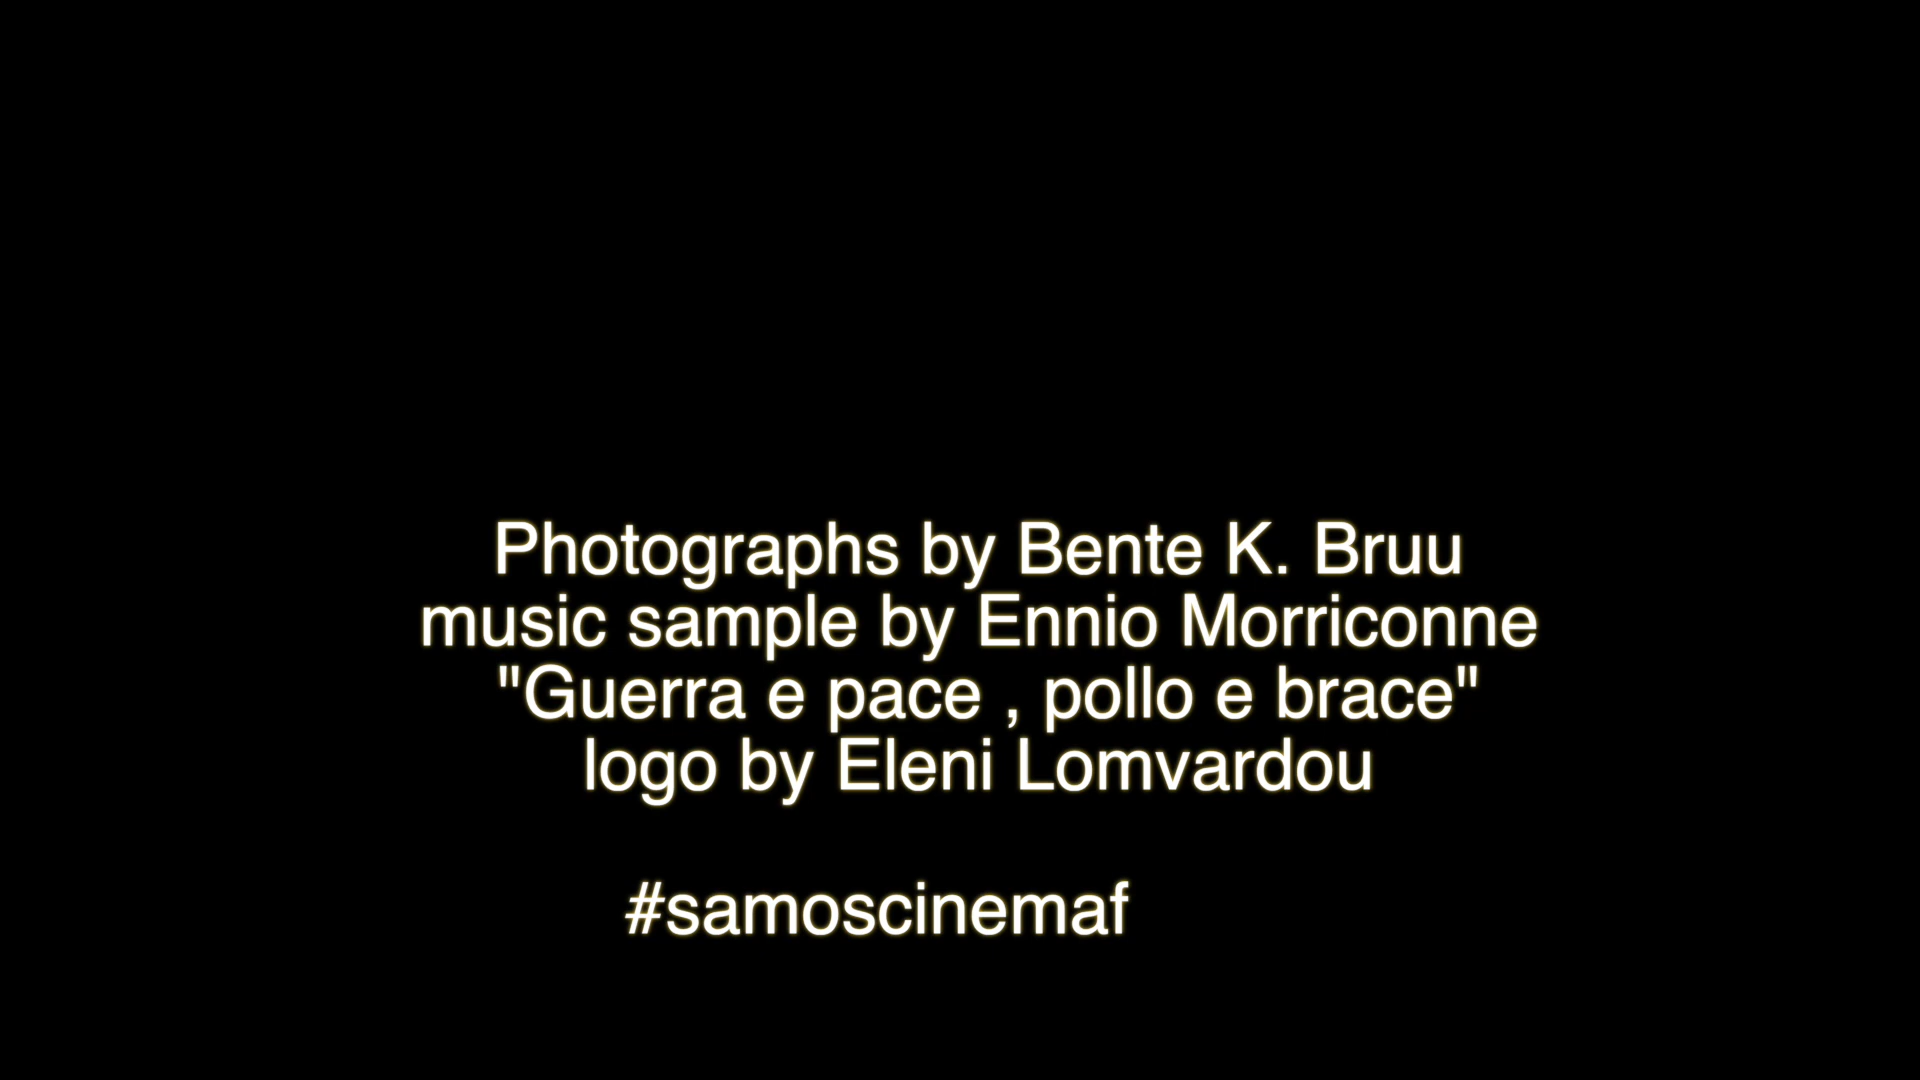 Photographs by Bente K. Bruu
music sample by Ennio Morriconne
"Guerra e pace , pollo e brace"
logo by Eleni Lomvardou
#samoscinemaf